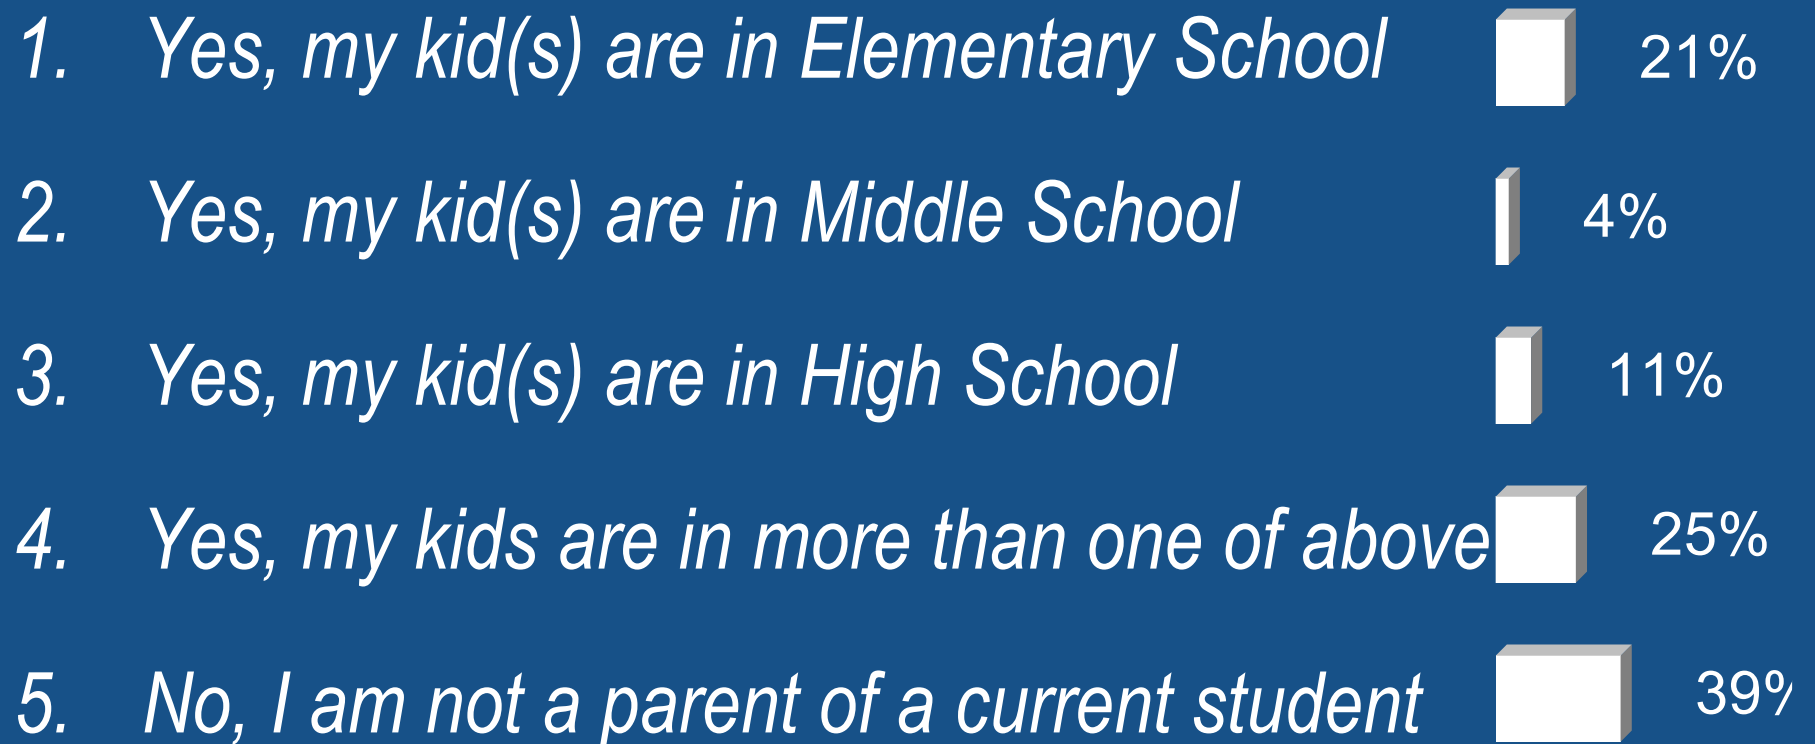 1. Yes, my kid(s) are in Elementary School 21%
2. Yes, my kid(s) are in Middle School 4%
3. Yes, my kid(s) are in High School 11%
4. Yes, my kids are in more than one of above 25%
5. No, I am not a parent of a current student 39%